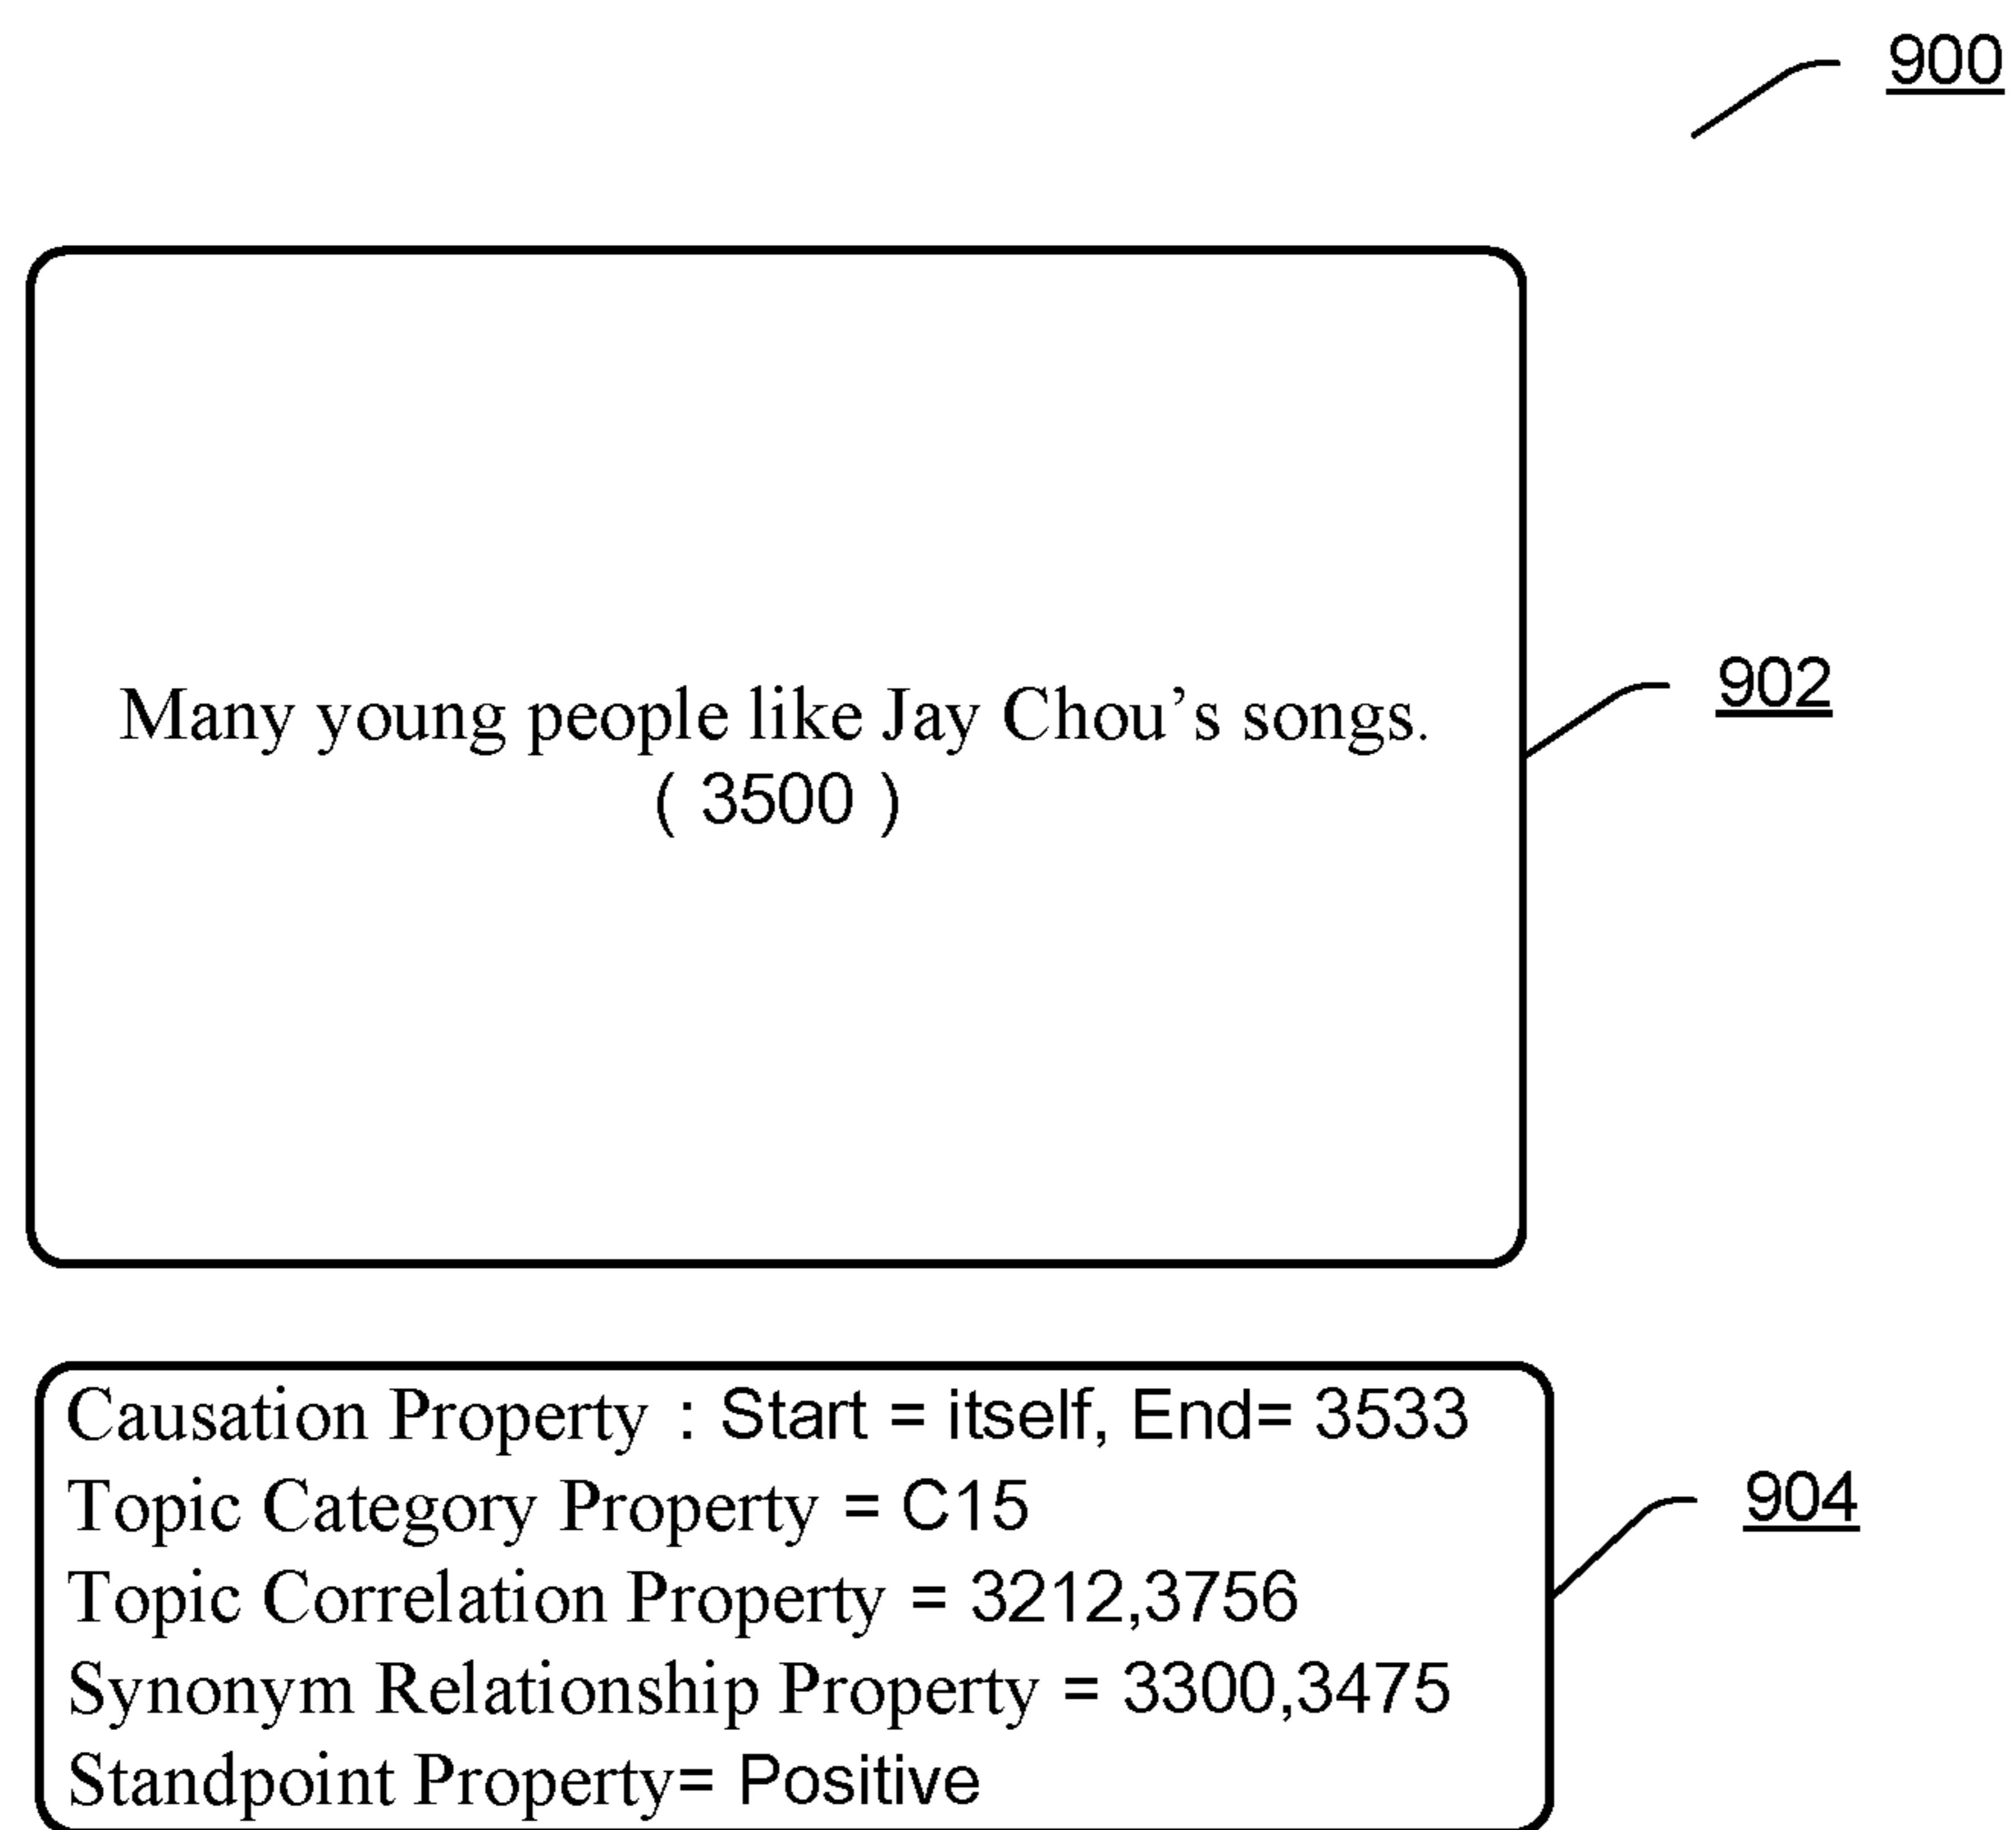 900
Many young people like Jay Chou’s songs.
( 3500 )
902
Causation Property : Start = itself, End= 3533
Topic Category Property = C15
Topic Correlation Property = 3212,3756
Synonym Relationship Property = 3300,3475
Standpoint Property= Positive
904